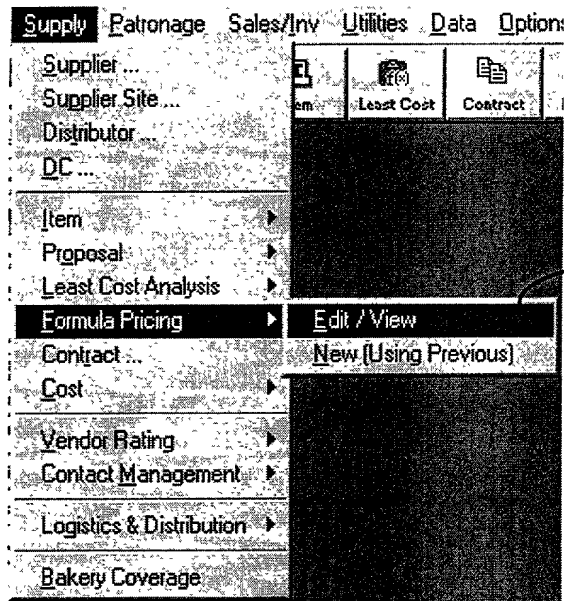 Supply Patronage Sales/Inv Utilities Data Options
Supplier ...
Supplier Site ...
Distributor ...
DC ...
em Least Cost Contract
Item
Proposal
Least Cost Analysis
Formula Pricing
Edit / View
New (Using Previous)
Contract ...
Cost
Vendor Rating
Contact Management
Logistics & Distribution
Bakery Coverage